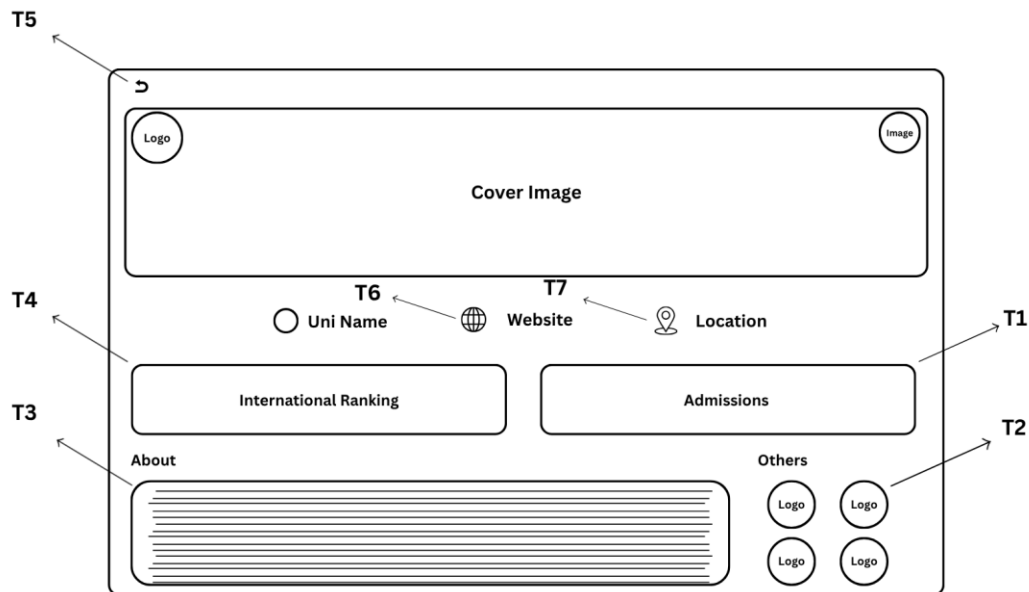 T5
Logo
Image
Cover Image
T6
T7
T4
Uni Name
Website
Location
T1
International Ranking
Admissions
T3
T2
About
Others
Logo
Logo
Logo
Logo